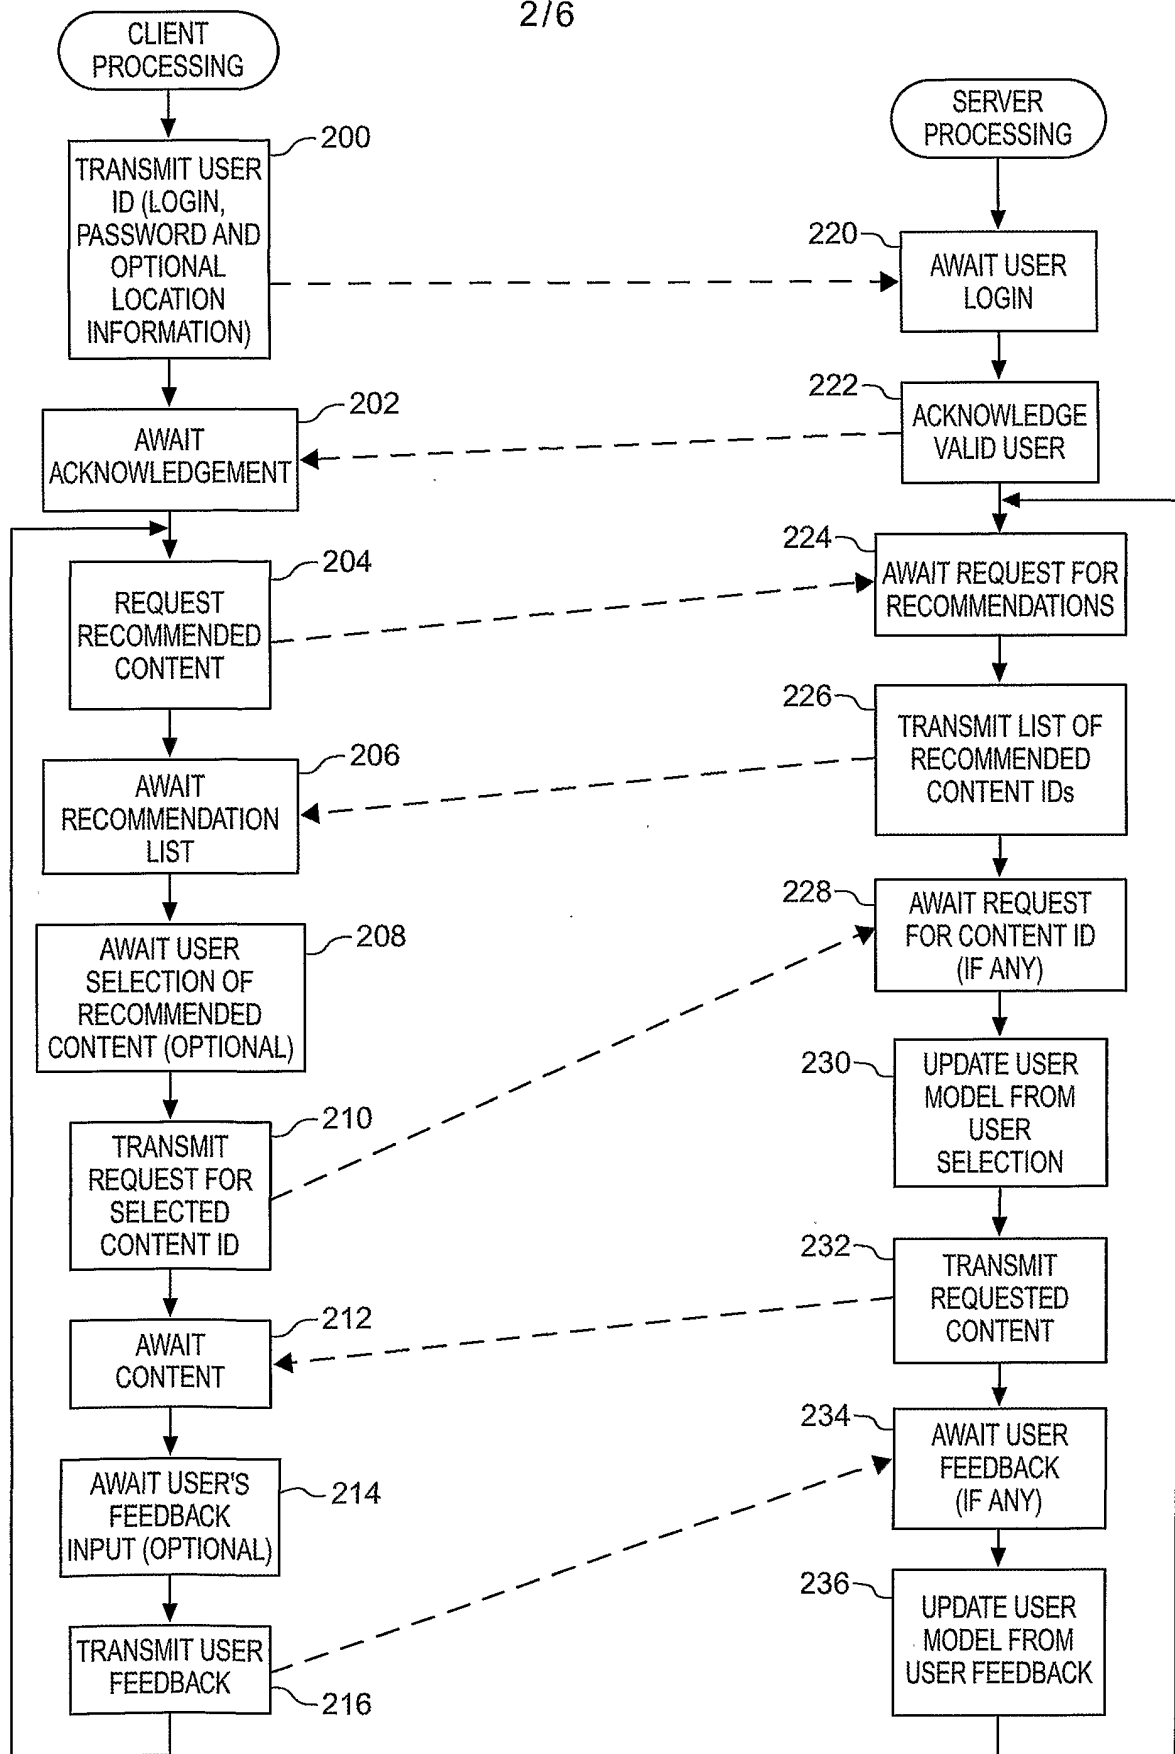 2/6
CLIENT
PROCESSING
200
TRANSMIT USER
ID (LOGIN,
PASSWORD AND
OPTIONAL
LOCATION
INFORMATION)
202
AWAIT
ACKNOWLEDGEMENT
204
REQUEST
RECOMMENDED
CONTENT
206
AWAIT
RECOMMENDATION
LIST
208
AWAIT USER
SELECTION OF
RECOMMENDED
CONTENT (OPTIONAL)
210
TRANSMIT
REQUEST FOR
SELECTED
CONTENT ID
212
AWAIT
CONTENT
214
AWAIT USER'S
FEEDBACK
INPUT (OPTIONAL)
TRANSMIT USER
FEEDBACK
216
SERVER
PROCESSING
220
AWAIT USER
LOGIN
222
ACKNOWLEDGE
VALID USER
224
AWAIT REQUEST FOR
RECOMMENDATIONS
226
TRANSMIT LIST OF
RECOMMENDED
CONTENT IDs
228
AWAIT REQUEST
FOR CONTENT ID
(IF ANY)
230
UPDATE USER
MODEL FROM
USER
SELECTION
232
TRANSMIT
REQUESTED
CONTENT
234
AWAIT USER
FEEDBACK
(IF ANY)
236
UPDATE USER
MODEL FROM
USER FEEDBACK